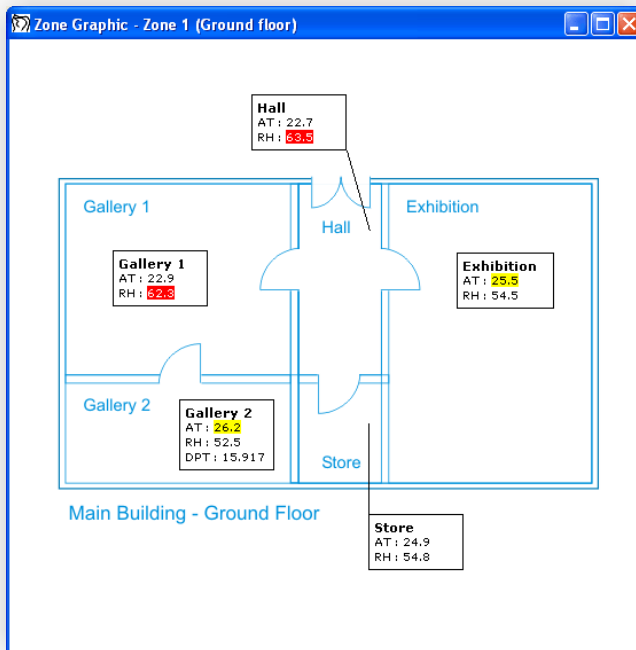 Zone Graphic - Zone 1 (Ground floor)
Hall
AT : 22.7
RH : 63.5
Gallery 1
Hall
Exhibition
Gallery 1
AT : 22.9
RH : 62.3
Exhibition
AT : 25.5
RH : 54.5
Gallery 2
Gallery 2
AT : 26.2
RH : 52.5
DPT : 15.917
Store
Main Building - Ground Floor
Store
AT : 24.9
RH : 54.8